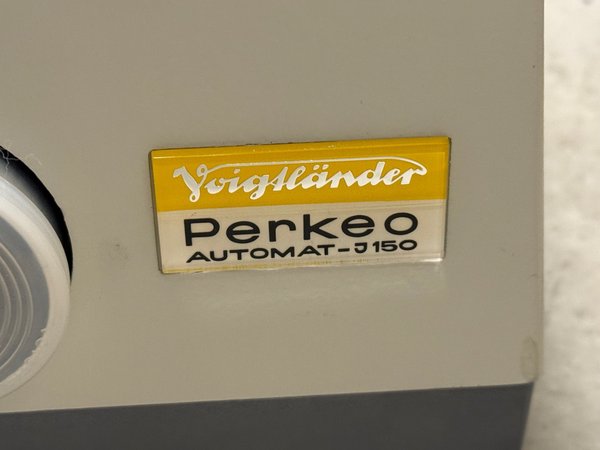 Voigtländer
Perkeo
AUTOMAT-J150